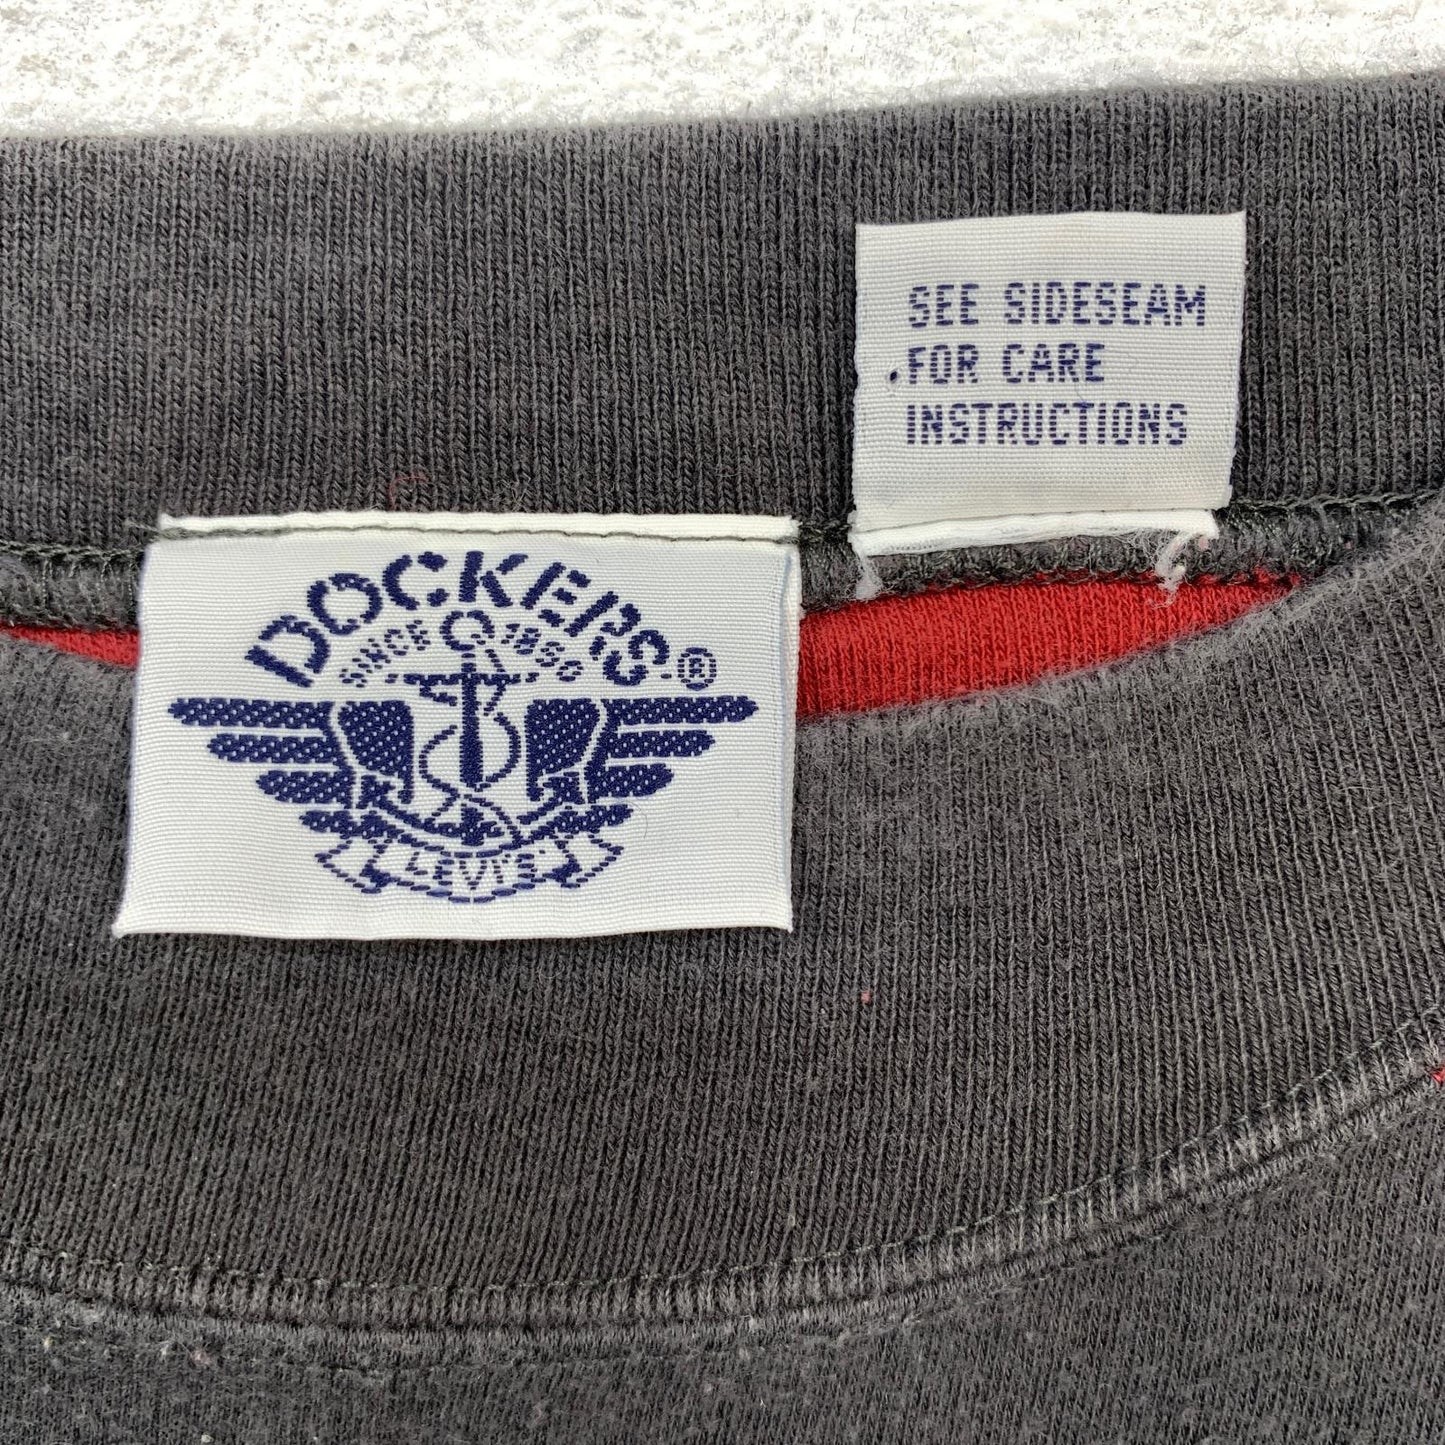 DOCKERS®
SINCE 1850
LEVI'S
SEE SIDESEAM
FOR CARE
INSTRUCTIONS